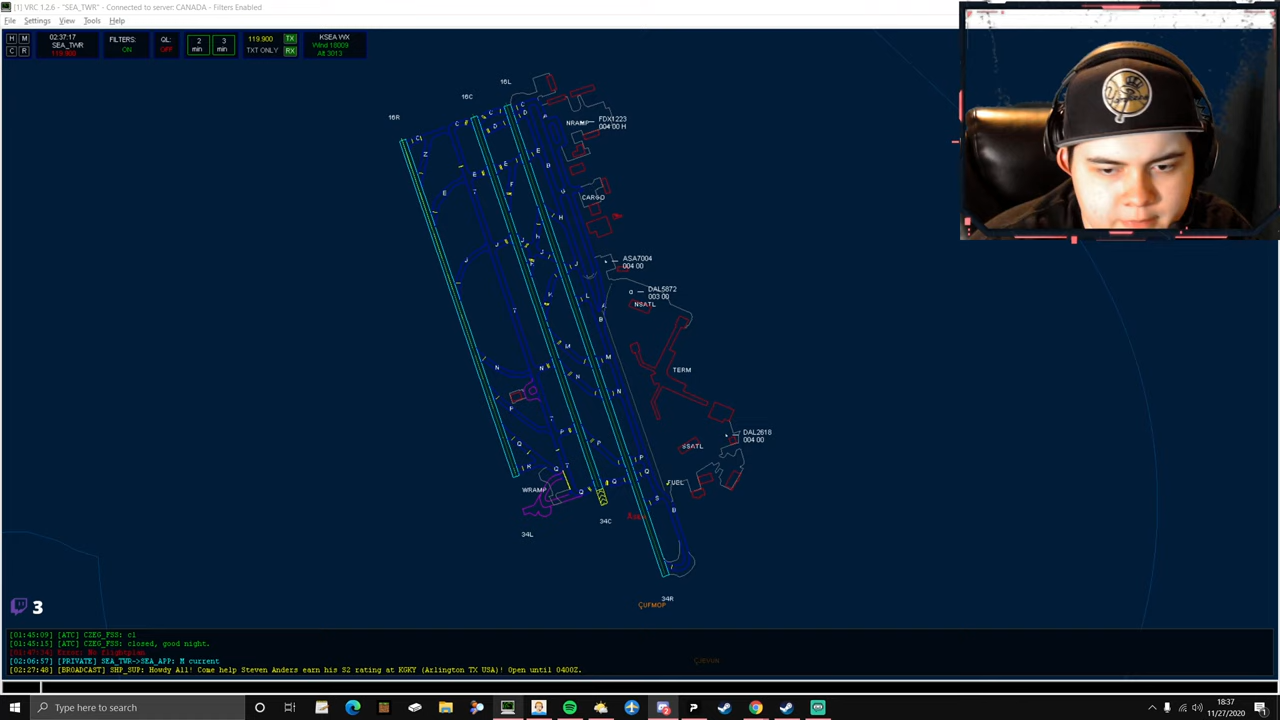 [1] VRC 1.2.6 - "SEA_TWR" - Connected to server: CANADA - Filters Enabled
File Settings View Tools Help
H M C R
02:37:17
SEA_TWR
119.900
FILTERS:
ON
QL:
OFF
2
min
3
min
119.900 TX
TXT ONLY RX
KSEA WX
Wind 18009
Alt 3013
16L
16C
16R
NRAMP
FDX1223
004 00 H
CARGO
ASA7004
004 00
DAL5872
003 00
NSATL
TERM
DAL2618
004 00
SSATL
FUEL
WRAMP
34C
34L
34R
3
[01:45:09] [ATC] CZEG_FSS: cl
[01:45:15] [ATC] CZEG_FSS: closed, good night.
[01:47:34] Error: No flightplan
[02:06:57] [PRIVATE] SEA_TWR->SEA_APP: M current
[02:27:48] [BROADCAST] SHP_SUP: Howdy All! Come help Steven Anders earn his S2 rating at KGKY (Arlington TX USA)! Open until 0400Z.
Type here to search
18:37
11/27/2020